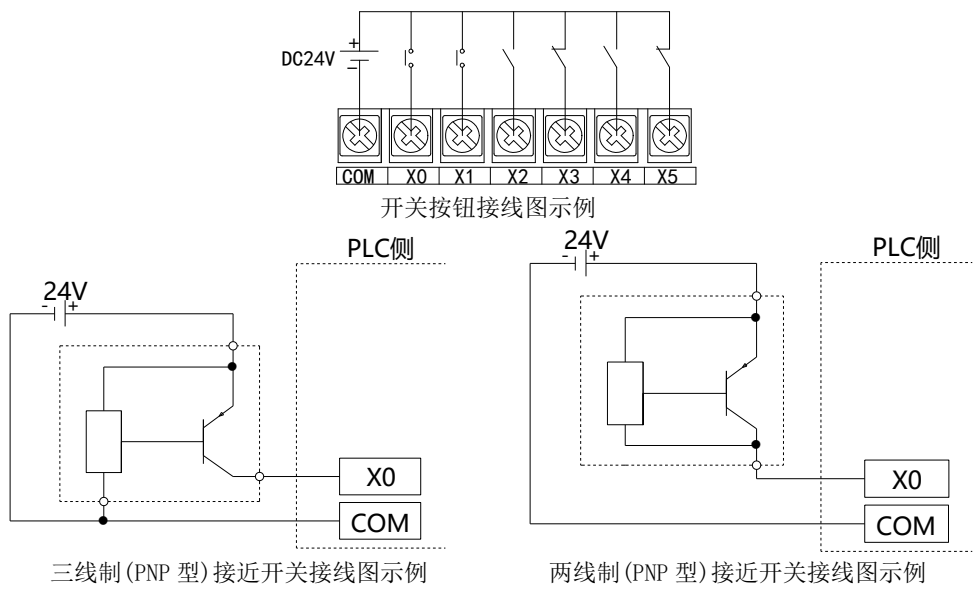 +
DC24V
-
COM X0 X1 X2 X3 X4 X5
开关按钮接线图示例
24V
- +
PLC侧
X0
COM
三线制(PNP 型)接近开关接线图示例
24V
- +
PLC侧
X0
COM
两线制(PNP 型)接近开关接线图示例